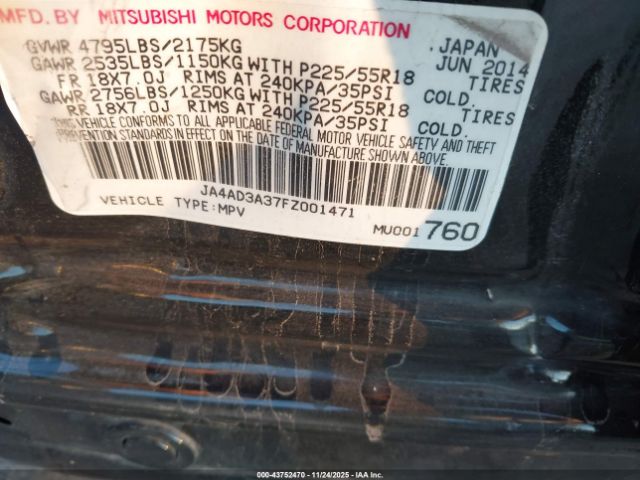 MFD. BY MITSUBISHI MOTORS CORPORATION
GVWR 4795LBS/2175KG JAPAN
GAWR 2535LBS/1150KG WITH P225/55R18 JUN 2014
FR 18X7.0J RIMS AT 240KPA/35PSI TIRES
COLD.
GAWR 2756LBS/1250KG WITH P225/55R18 TIRES
RR 18X7.0J RIMS AT 240KPA/35PSI COLD.
THIS VEHICLE CONFORMS TO ALL APPLICABLE FEDERAL MOTOR VEHICLE SAFETY AND THEFT
PREVENTION STANDARDS IN EFFECT ON THE DATE OF MANUFACTURE SHOWN ABOVE.
JA4AD3A37FZ001471
VEHICLE TYPE:MPV
MU001760
000-43752470 - 11/24/2025 - © IAA Holdings, LLC